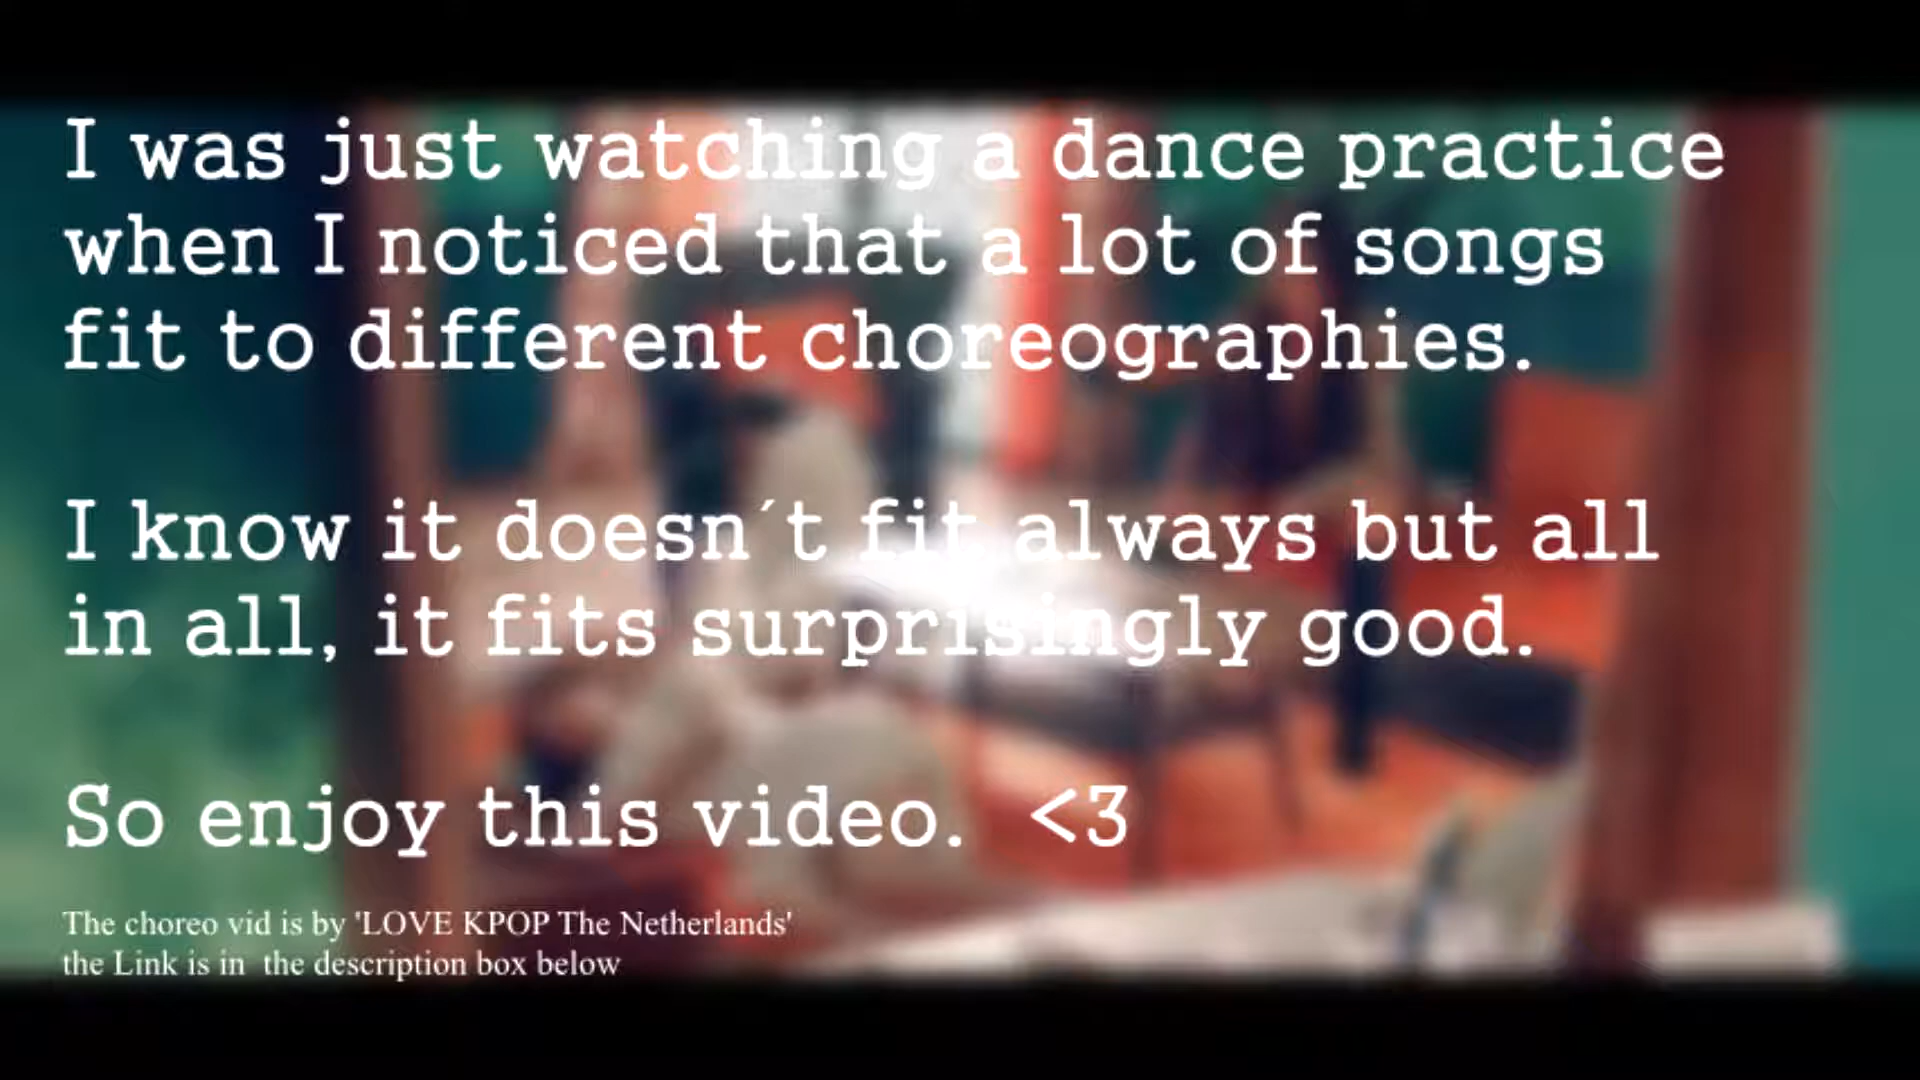 I was just watching a dance practice
when I noticed that a lot of songs
fit to different choreographies.
I know it doesn´t fit always but all
in all, it fits surprisingly good.
So enjoy this video.  <3
The choreo vid is by 'LOVE KPOP The Netherlands'
the Link is in  the description box below